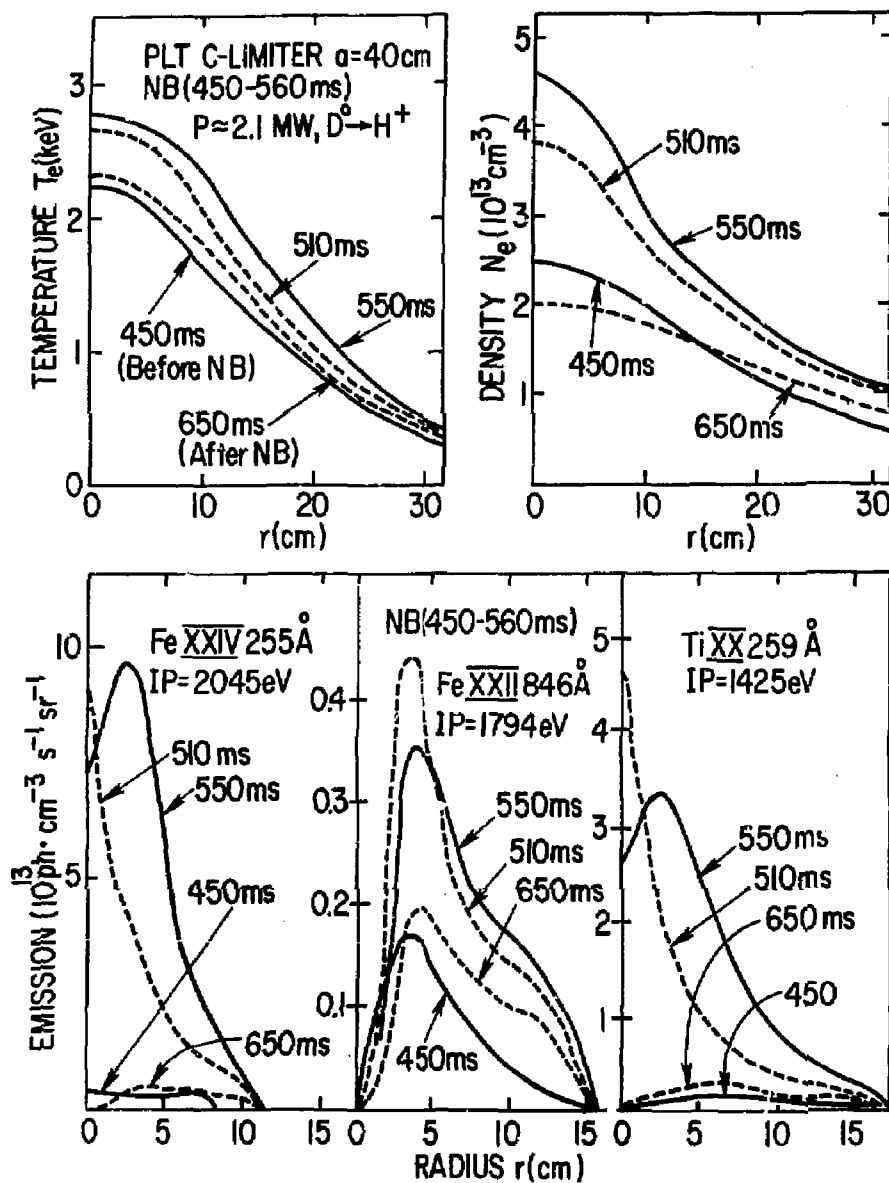 PLT C-LIMITER a=40cm
NB(450-560ms)
P≃2.1 MW, D°→H⁺
TEMPERATURE Te(keV)
3
2
1
0
510ms
550ms
450ms
(Before NB)
650ms
(After NB)
0 10 20 30
r(cm)
DENSITY Ne(10¹³cm⁻³)
5
4
3
2
1
510ms
550ms
450ms
650ms
0 10 20 30
r(cm)
EMISSION (10¹³ph·cm⁻³ s⁻¹ sr⁻¹)
10
5
Fe XXIV 255Å
IP=2045eV
510ms
550ms
450ms
650ms
0 5 10 15
NB(450-560ms)
0.4
0.3
0.2
0.1
Fe XXII 846Å
IP=1794eV
550ms
510ms
650ms
450ms
0 5 10 15
5
4
3
2
1
Ti XX 259 Å
IP=1425eV
550ms
510ms
650ms
450
0 5 10 15
RADIUS r(cm)